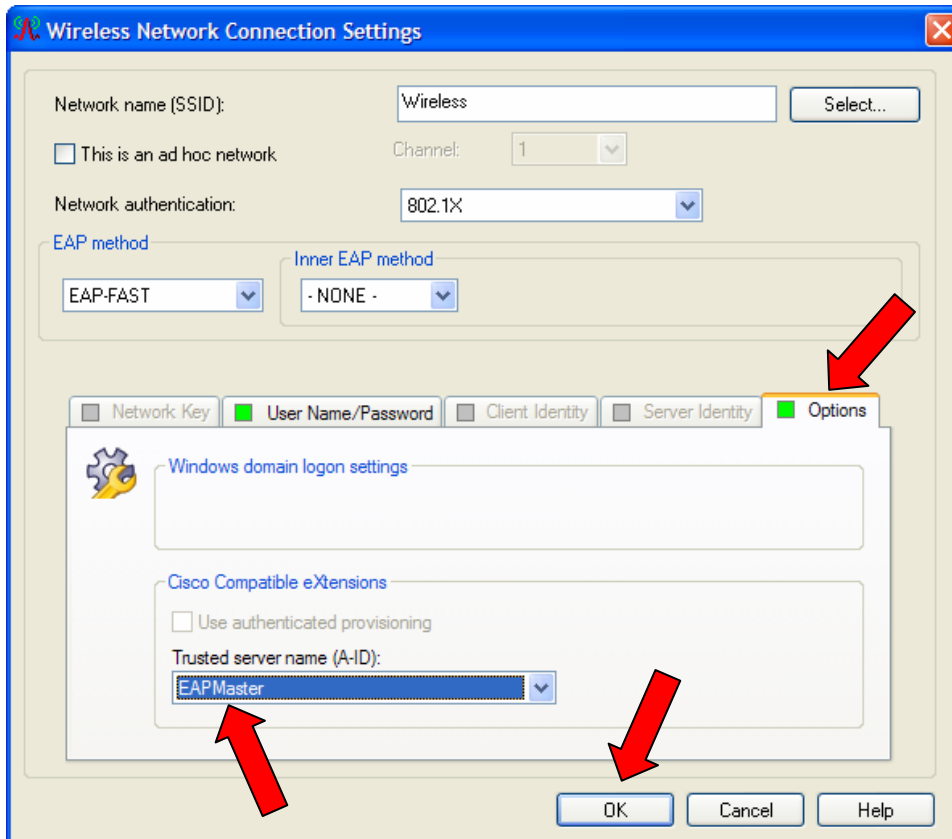 Wireless Network Connection Settings
Network name (SSID): Wireless Select...
This is an ad hoc network Channel: 1
Network authentication: 802.1X
EAP method
Inner EAP method
EAP-FAST - NONE -
Network Key User Name/Password Client Identity Server Identity Options
Windows domain logon settings
Cisco Compatible eXtensions
Use authenticated provisioning
Trusted server name (A-ID):
EAPMaster
OK Cancel Help